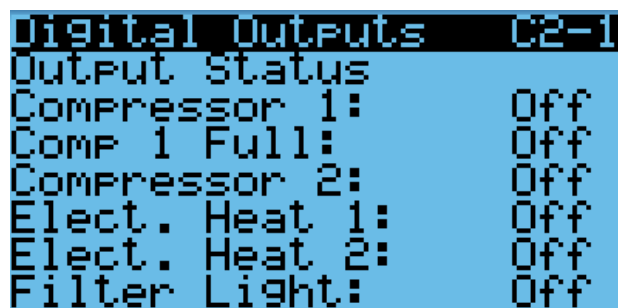 Digital Outputs C2-1
Output Status
Compressor 1: Off
Comp 1 Full: Off
Compressor 2: Off
Elect. Heat 1: Off
Elect. Heat 2: Off
Filter Light: Off